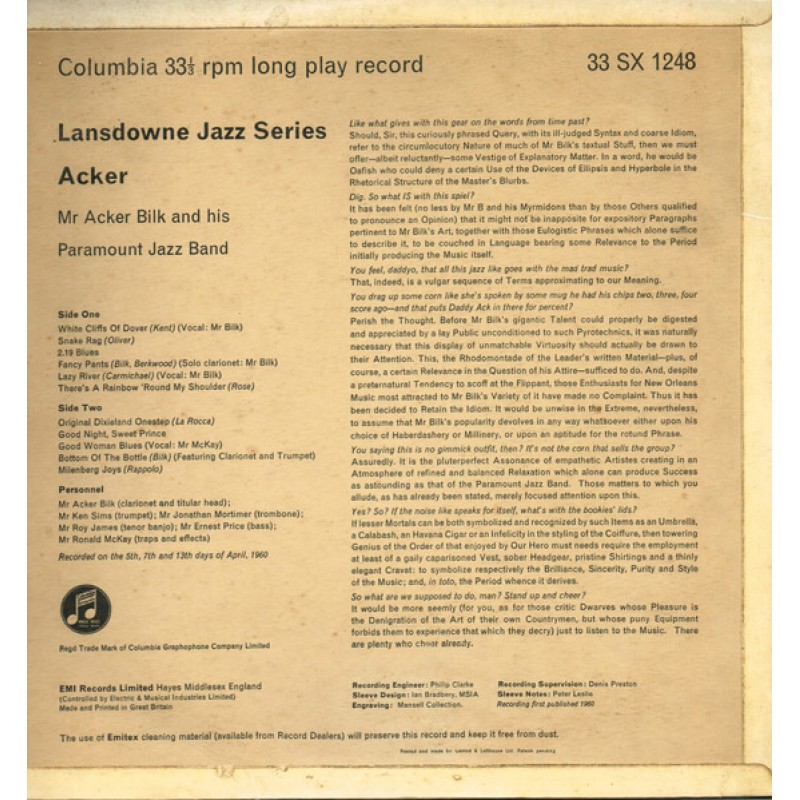 Columbia 33⅓ rpm long play record
33 SX 1248
Lansdowne Jazz Series
Acker
Mr Acker Bilk and his
Paramount Jazz Band
Side One
White Cliffs Of Dover (Kent) (Vocal: Mr Bilk)
Snake Rag (Oliver)
2.19 Blues
Fancy Pants (Bilk, Berkwood) (Solo clarionet: Mr Bilk)
Lazy River (Carmichael) (Vocal: Mr Bilk)
There's A Rainbow 'Round My Shoulder (Rose)
Side Two
Original Dixieland Onestep (La Rocca)
Good Night, Sweet Prince
Good Woman Blues (Vocal: Mr McKay)
Bottom Of The Bottle (Bilk) (Featuring Clarionet and Trumpet)
Milenberg Joys (Rappolo)
Personnel
Mr Acker Bilk (clarionet and titular head);
Mr Ken Sims (trumpet); Mr Jonathan Mortimer (trombone);
Mr Roy James (tenor banjo); Mr Ernest Price (bass);
Mr Ronald McKay (traps and effects)
Recorded on the 5th, 7th and 13th days of April, 1960
Regd Trade Mark of Columbia Graphophone Company Limited
EMI Records Limited Hayes Middlesex England
(Controlled by Electric & Musical Industries Limited)
Made and Printed in Great Britain
Like what gives with this gear on the words from time past?
Should, Sir, this curiously phrased Query, with its ill-judged Syntax and coarse Idiom,
refer to the circumlocutory Nature of much of Mr Bilk's textual Stuff, then we must
offer—albeit reluctantly—some Vestige of Explanatory Matter. In a word, he would be
Oafish who could deny a certain Use of the Devices of Ellipsis and Hyperbole in the
Rhetorical Structure of the Master's Blurbs.
Dig. So what IS with this spiel?
It has been felt (no less by Mr B and his Myrmidons than by those Others qualified
to pronounce an Opinion) that it might not be inapposite for expository Paragraphs
pertinent to Mr Bilk's Art, together with those Eulogistic Phrases which alone suffice
to describe it, to be couched in Language bearing some Relevance to the Period
initially producing the Music itself.
You feel, daddyo, that all this jazz like goes with the mad trad music?
That, indeed, is a vulgar sequence of Terms approximating to our Meaning.
You drag up some corn like she's spoken by some mug he had his chips two, three, four
score ago—and that puts Daddy Ack in there for percent?
Perish the Thought. Before Mr Bilk's gigantic Talent could properly be digested
and appreciated by a lay Public unconditioned to such Pyrotechnics, it was naturally
necessary that this display of unmatchable Virtuosity should actually be drawn to
their Attention. This, the Rhodomontade of the Leader's written Material—plus, of
course, a certain Relevance in the Question of his Attire—sufficed to do. And, despite
a preternatural Tendency to scoff at the Flippant, those Enthusiasts for New Orleans
Music most attracted to Mr Bilk's Variety of it have made no Complaint. Thus it has
been decided to Retain the Idiom. It would be unwise in the Extreme, nevertheless,
to assume that Mr Bilk's popularity devolves in any way whatsoever either upon his
choice of Haberdashery or Millinery, or upon an aptitude for the rotund Phrase.
You saying this is no gimmick outfit, then? It's not the corn that sells the group?
Assuredly. It is the pluterperfect Assonance of empathetic Artistes creating in an
Atmosphere of refined and balanced Relaxation which alone can produce Success
as astounding as that of the Paramount Jazz Band. Those matters to which you
allude, as has already been stated, merely focused attention upon this.
Yes? So? If the noise like speaks for itself, what's with the bookies' lids?
If lesser Mortals can be both symbolized and recognized by such Items as an Umbrella,
a Calabash, an Havana Cigar or an Infelicity in the styling of the Coiffure, then towering
Genius of the Order of that enjoyed by Our Hero must needs require the employment
at least of a gaily caparisoned Vest, sober Headgear, pristine Shirtings and a thinly
elegant Cravat: to symbolize respectively the Brilliance, Sincerity, Purity and Style
of the Music; and, in toto, the Period whence it derives.
So what are we supposed to do, man? Stand up and cheer?
It would be more seemly (for you, as for those critic Dwarves whose Pleasure is
the Denigration of the Art of their own Countrymen, but whose puny Equipment
forbids them to experience that which they decry) just to listen to the Music. There
are plenty who cheer already.
Recording Engineer: Philip Clarke
Sleeve Design: Ian Bradbery, MSIA
Engraving: Mansell Collection.
Recording Supervision: Denis Preston
Sleeve Notes: Peter Leslie
Recording first published 1960
The use of Emitex cleaning material (available from Record Dealers) will preserve this record and keep it free from dust.
Printed and made by